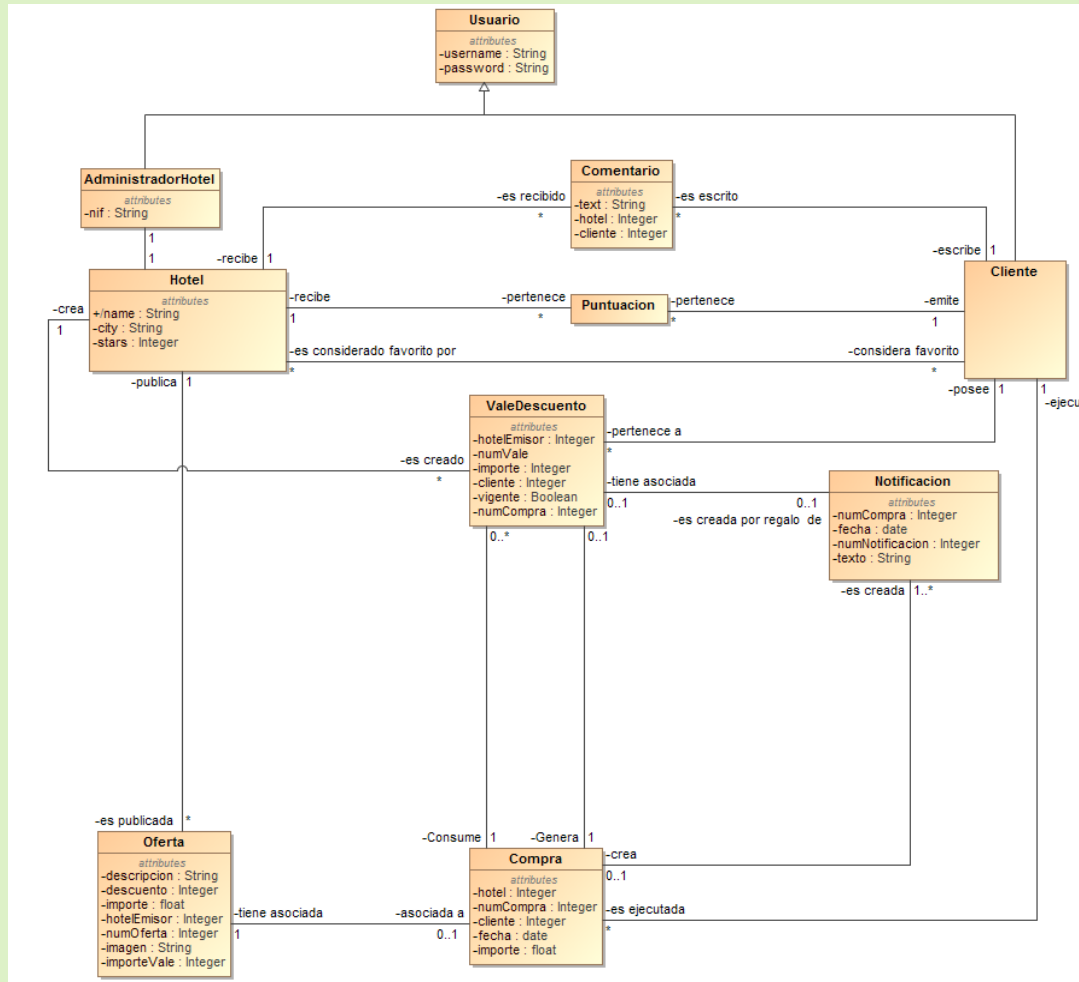 Usuario
attributes
-username : String
-password : String
AdministradorHotel
attributes
-nif : String
1
1
Comentario
attributes
-text : String
-hotel : Integer
-cliente : Integer
-es recibido
*
-es escrito
*
-recibe 1
-escribe 1
Hotel
attributes
+/name : String
-city : String
-stars : Integer
Cliente
-crea
1
-recibe
1
-pertenece
*
Puntuacion
-pertenece
*
-emite
1
-es considerado favorito por
*
-considera favorito
*
-publica 1
-posee 1
1
-ejecu
ValeDescuento
attributes
-hotelEmisor : Integer
-numVale
-importe : Integer
-cliente : Integer
-vigente : Boolean
-numCompra : Integer
-es creado
*
-pertenece a
*
-tiene asociada
0..1
0..1
-es creada por regalo de
Notificacion
attributes
-numCompra : Integer
-fecha : date
-numNotificacion : Integer
-texto : String
0..*
0..1
-es creada 1..*
-es publicada *
-Consume 1
-Genera 1
Oferta
attributes
-descripcion : String
-descuento : Integer
-importe : float
-hotelEmisor : Integer
-numOferta : Integer
-imagen : String
-importeVale : Integer
-tiene asociada
1
-asociada a
0..1
Compra
attributes
-hotel : Integer
-numCompra : Integer
-cliente : Integer
-fecha : date
-importe : float
-crea
0..1
-es ejecutada
*